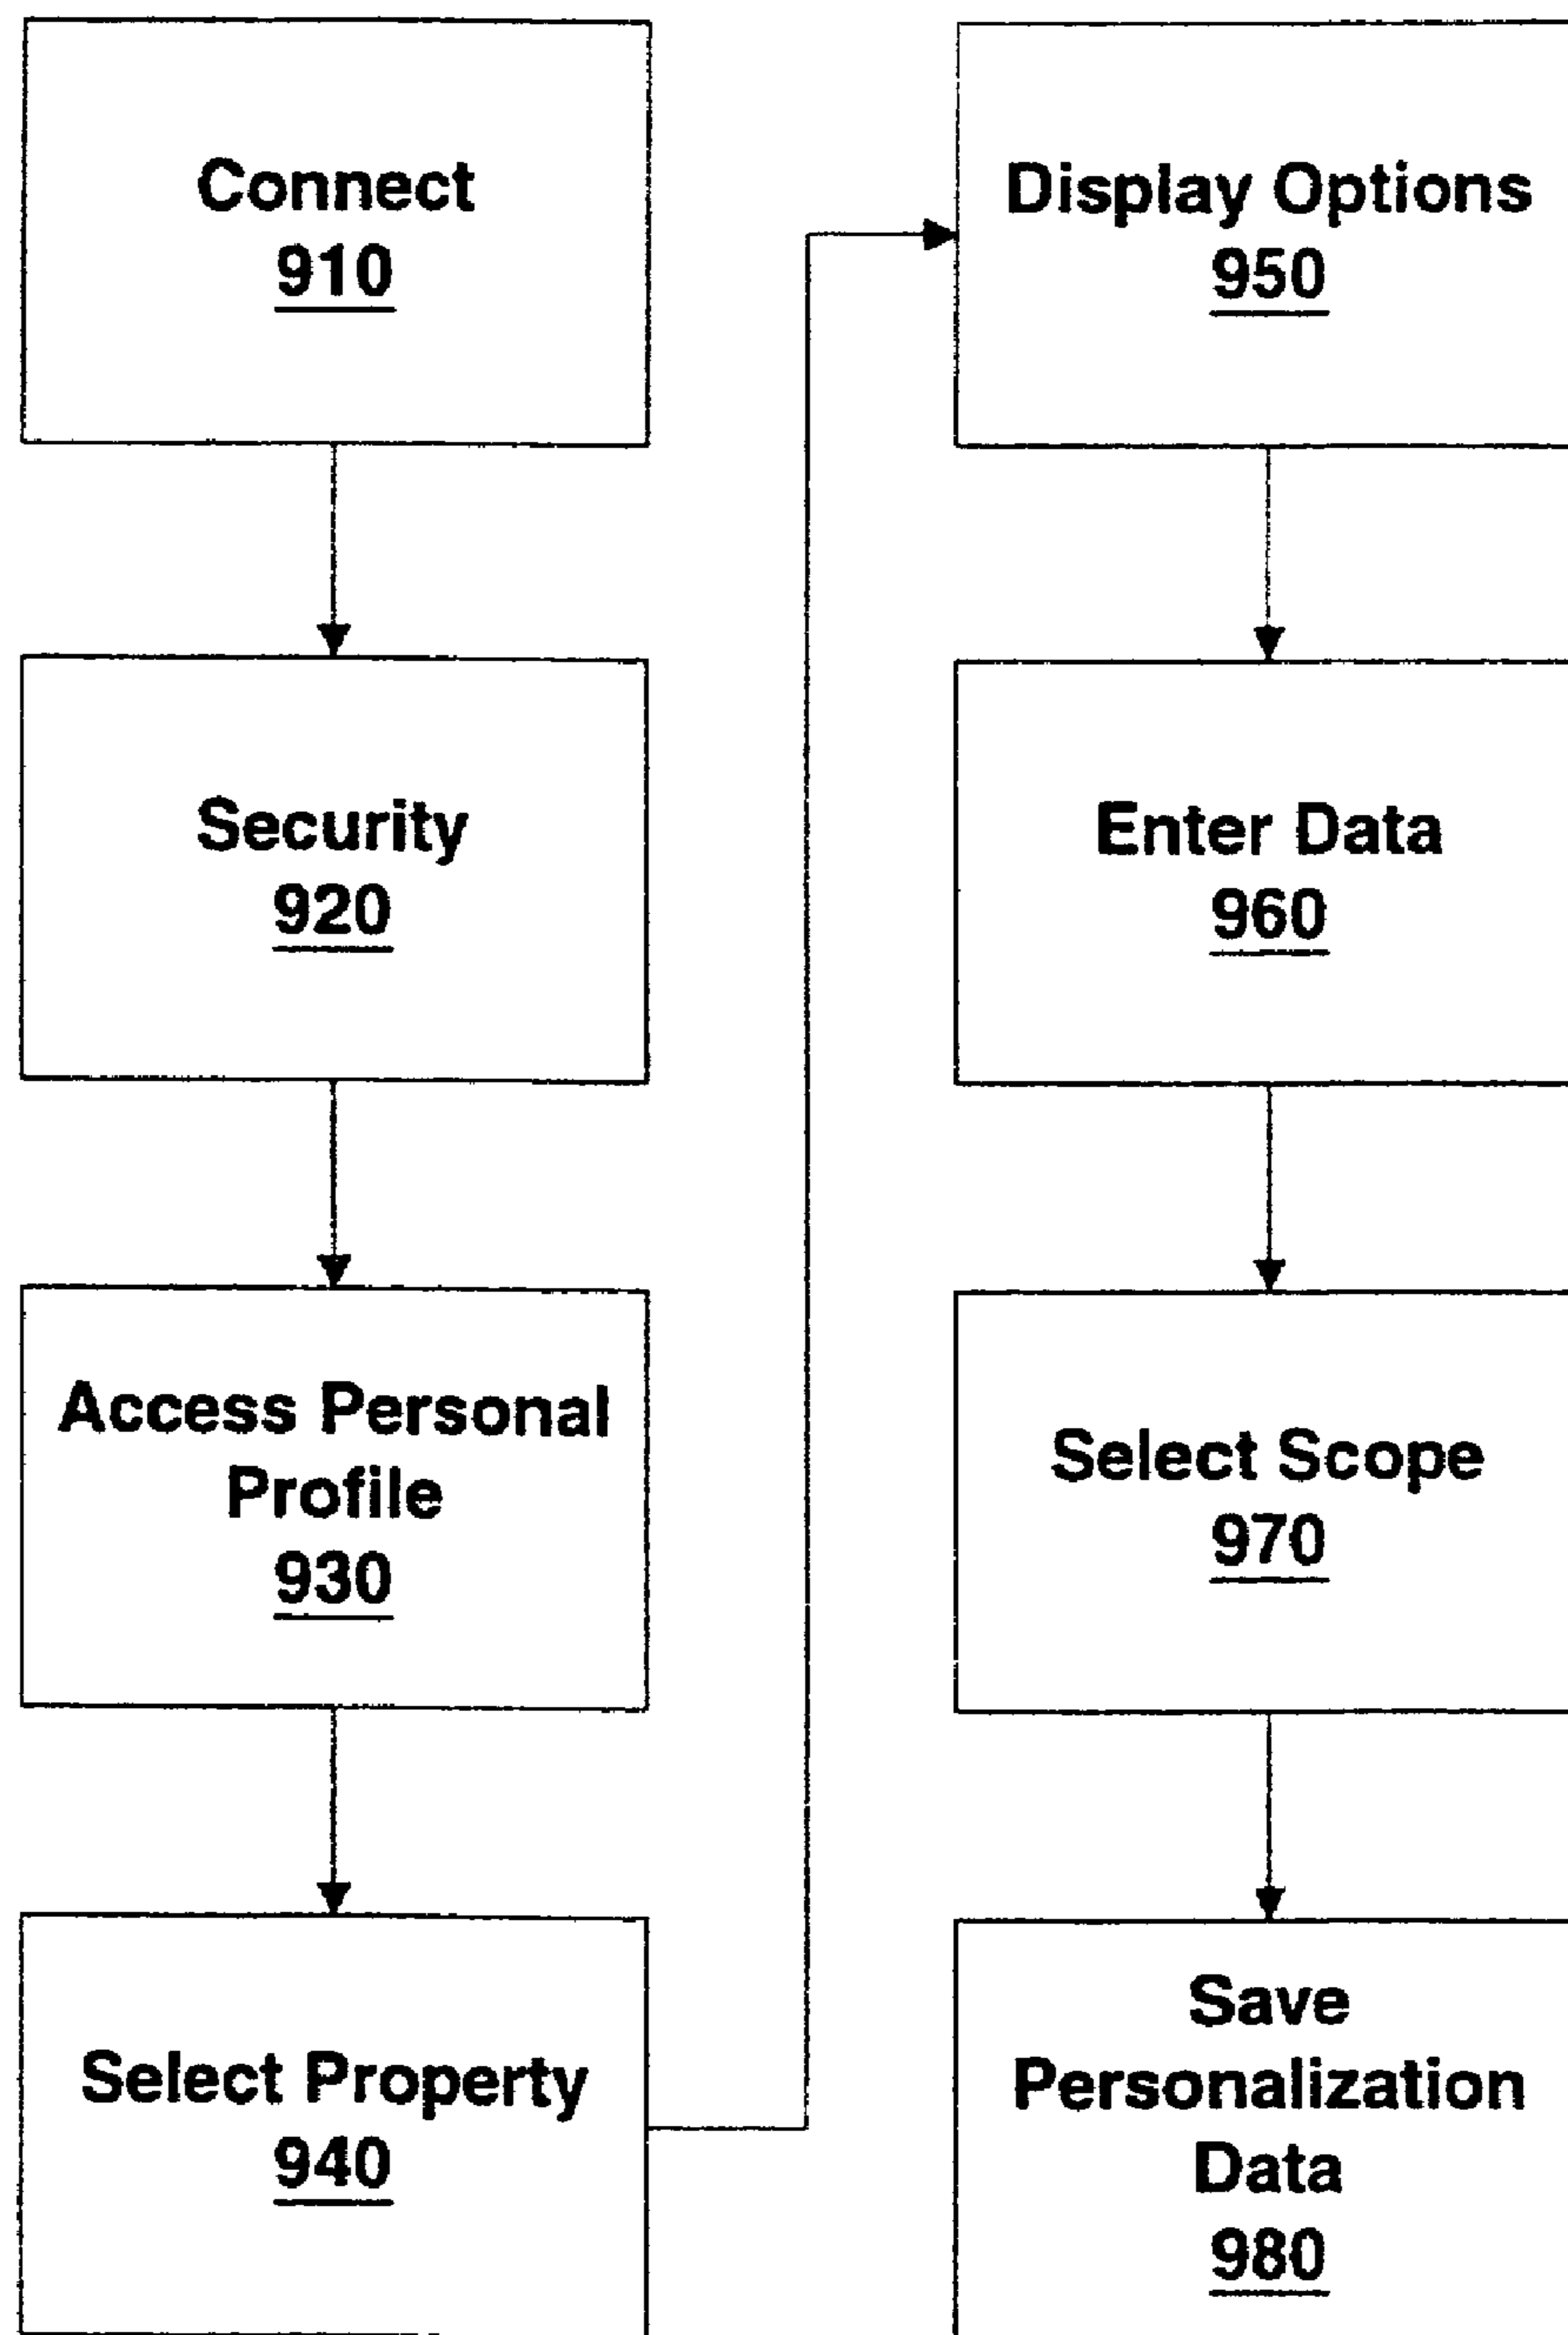 Connect
910
Security
920
Access Personal
Profile
930
Select Property
940
Display Options
950
Enter Data
960
Select Scope
970
Save
Personalization
Data
980